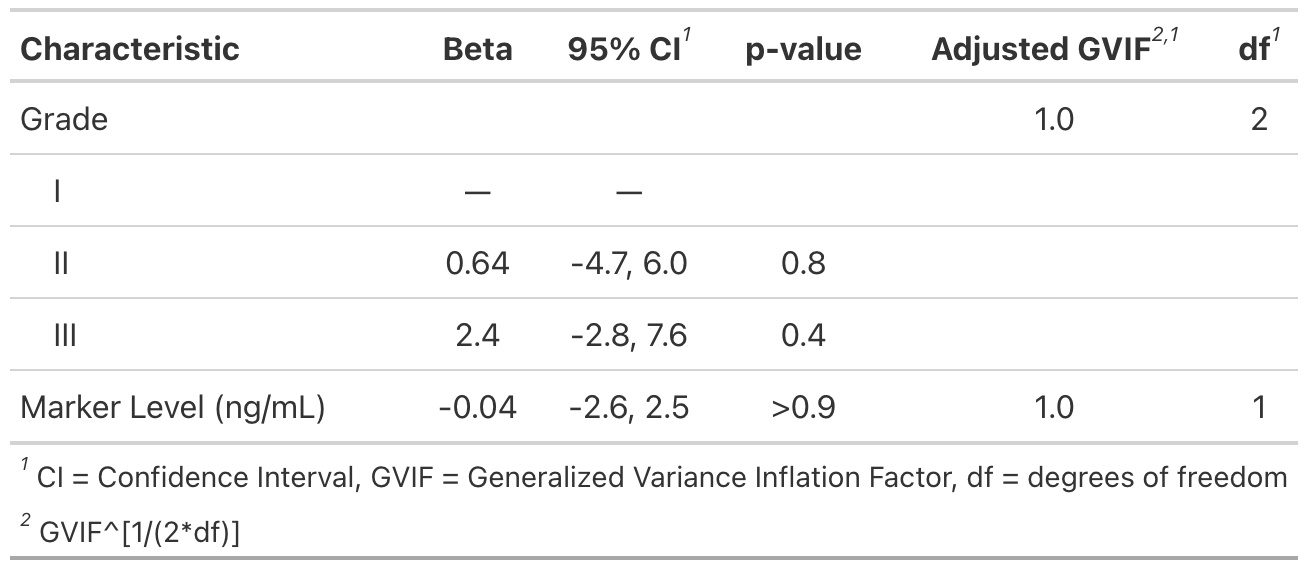 Characteristic Beta 95% CI1 p-value Adjusted GVIF2,1 df1
Grade 1.0 2
I — —
II 0.64 -4.7, 6.0 0.8
III 2.4 -2.8, 7.6 0.4
Marker Level (ng/mL) -0.04 -2.6, 2.5 >0.9 1.0 1
1 CI = Confidence Interval, GVIF = Generalized Variance Inflation Factor, df = degrees of freedom
2 GVIF^[1/(2*df)]